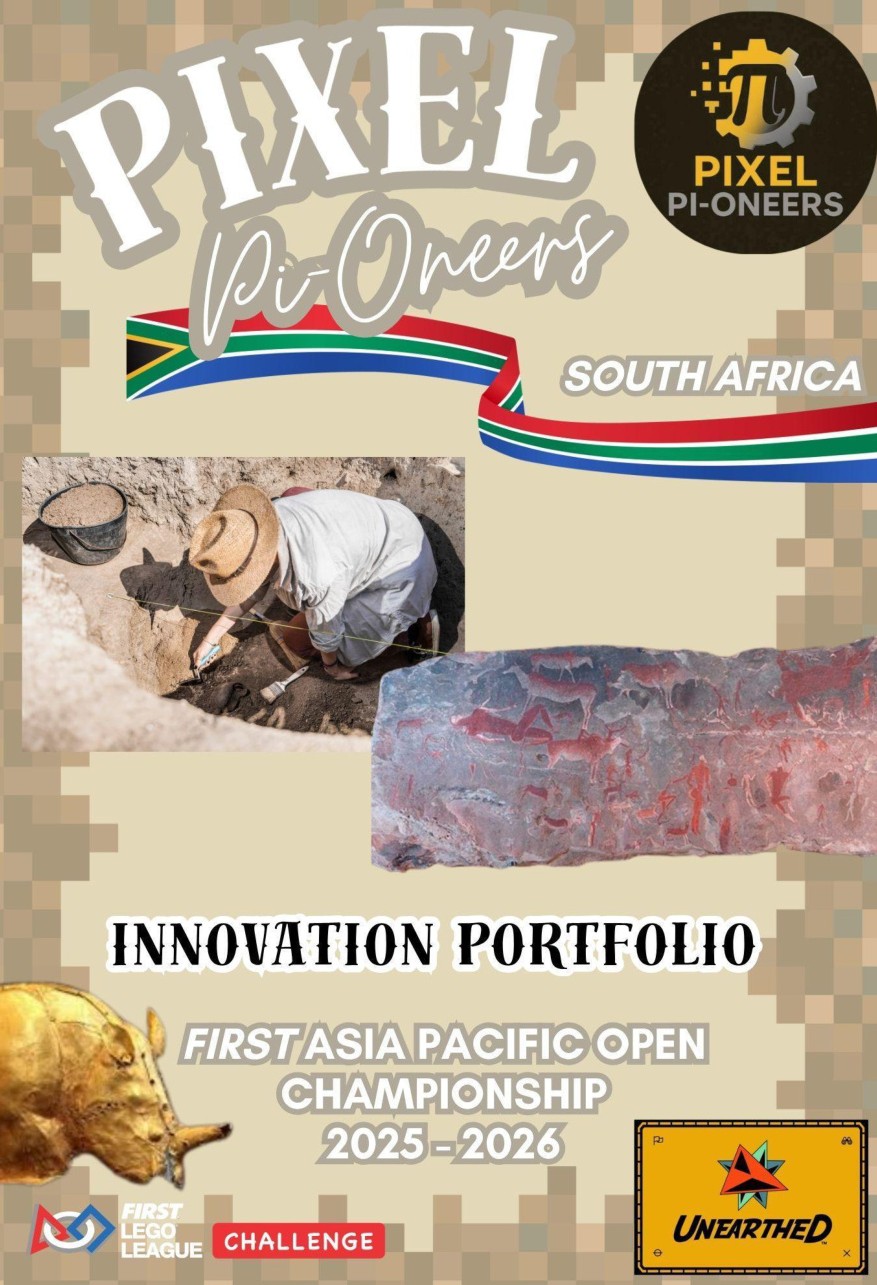 PIXEL
Pi-Oneers
PIXEL
PI-ONEERS
SOUTH AFRICA
INNOVATION PORTFOLIO
FIRST ASIA PACIFIC OPEN
CHAMPIONSHIP
2025 - 2026
FIRST
LEGO
LEAGUE
CHALLENGE
UNEARTHED